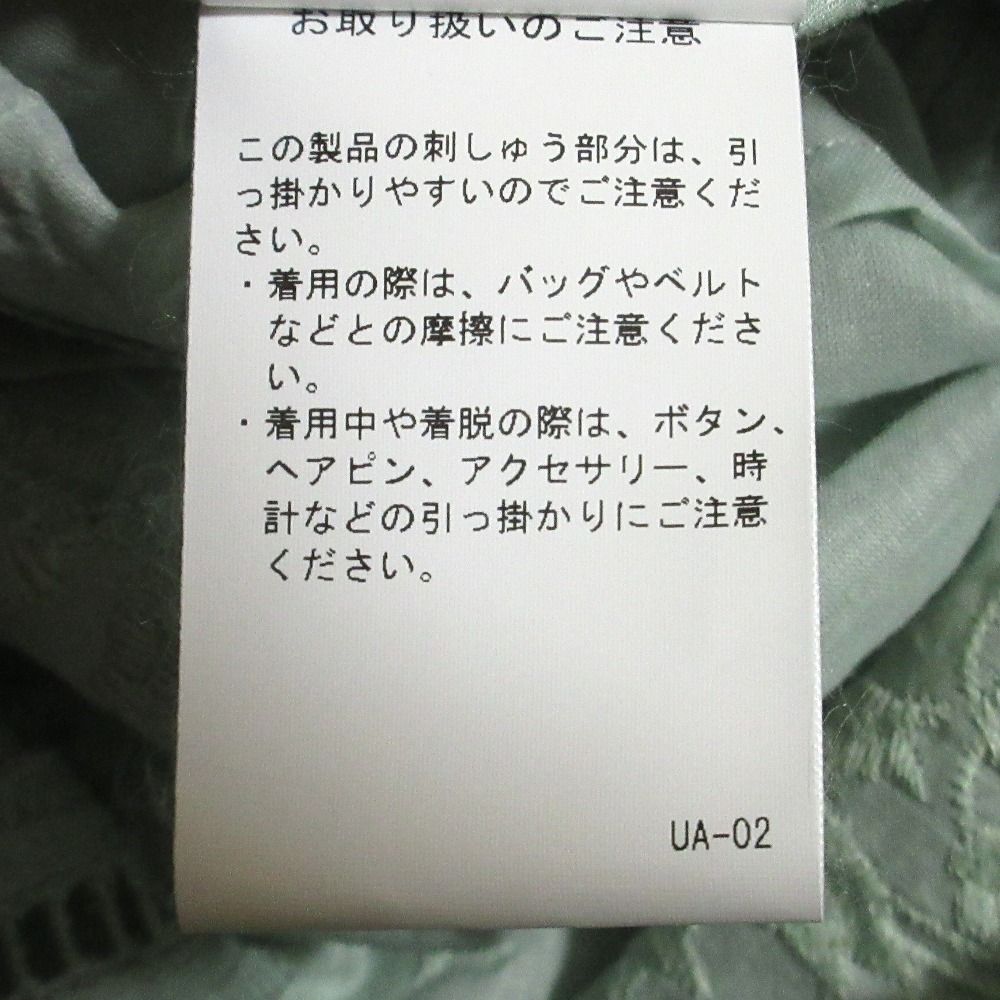 お取り扱いのご注意
この製品の刺しゅう部分は、引
っ掛かりやすいのでご注意くだ
さい。
・着用の際は、バッグやベルト
などとの摩擦にご注意くださ
い。
・着用中や着脱の際は、ボタン、
ヘアピン、アクセサリー、時
計などの引っ掛かりにご注意
ください。
UA-02